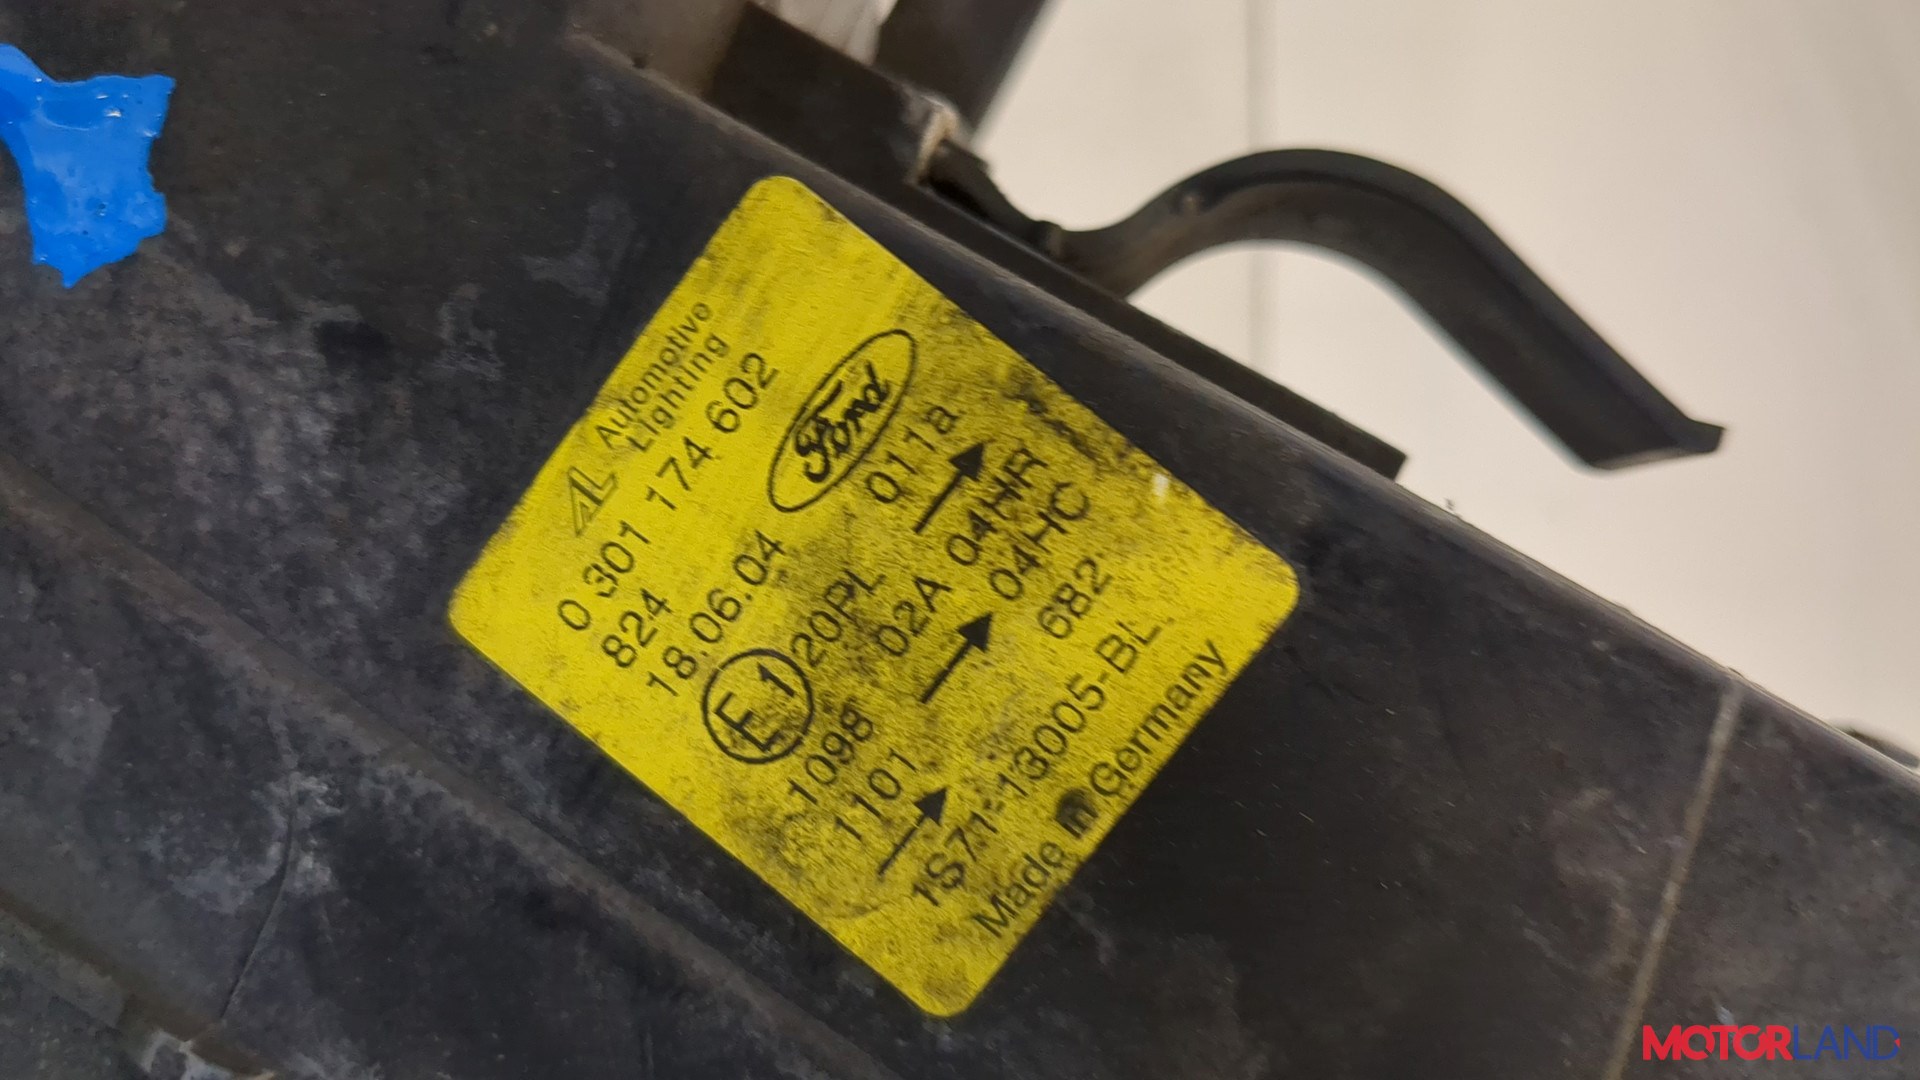 AL Automotive
Lighting
0 301 174 602
824
18.06.04
Ford
E1
20PL
011a
1098
02A
04HR
1101
04HC
682
1S71-13005-BL.
Made in Germany
MOTORLAND